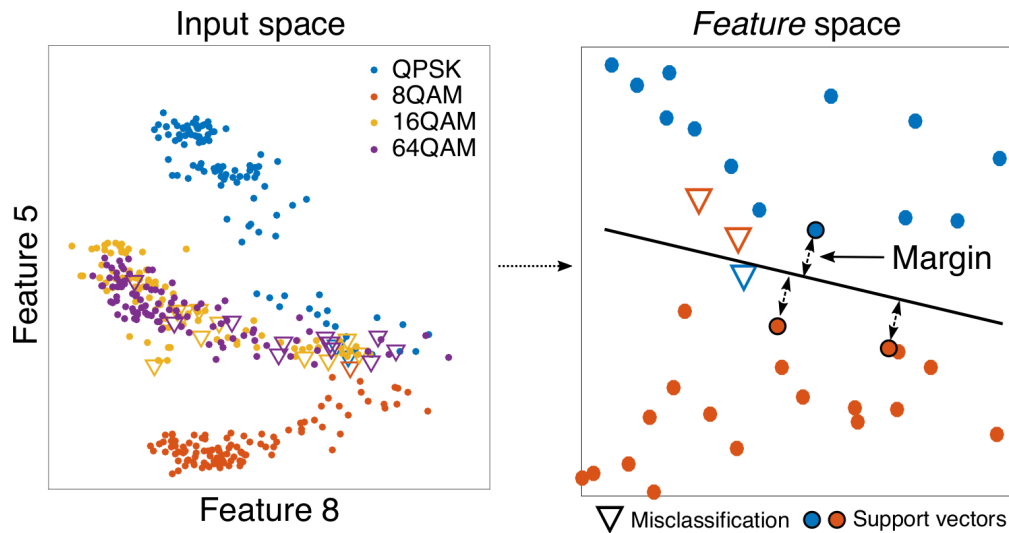 Input space
QPSK
8QAM
16QAM
64QAM
Feature 5
Feature 8
Feature space
Margin
Misclassification
Support vectors